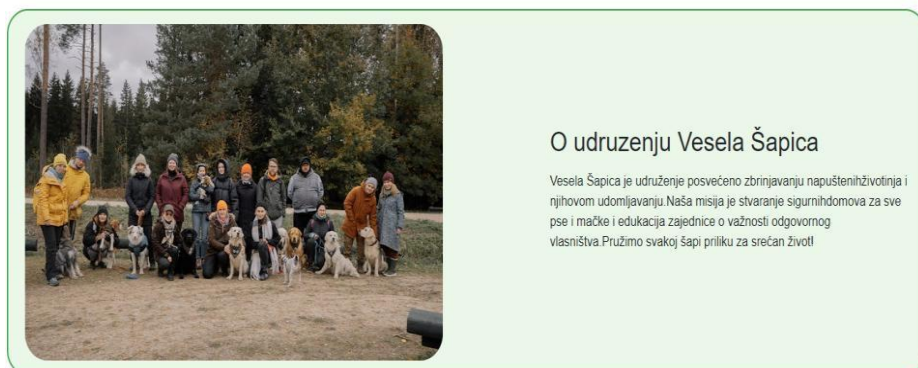 O udruzenju Vesela Šapica
Vesela Šapica je udruženje posvećeno zbrinjavanju napuštenihživotinja i
njihovom udomljavanju.Naša misija je stvaranje sigurnihdomova za sve
pse i mačke i edukacija zajednice o važnosti odgovornog
vlasništva.Pružimo svakoj šapi priliku za srećan život!